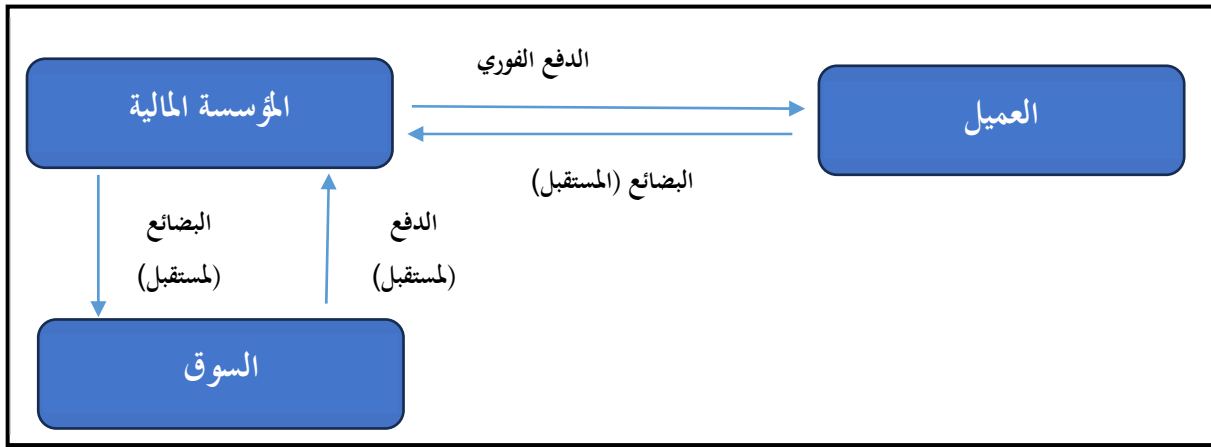 الدفع الفوري
المؤسسة المالية
العميل
البضائع (المستقبل)
البضائع
(لمستقبل)
الدفع
(لمستقبل)
السوق